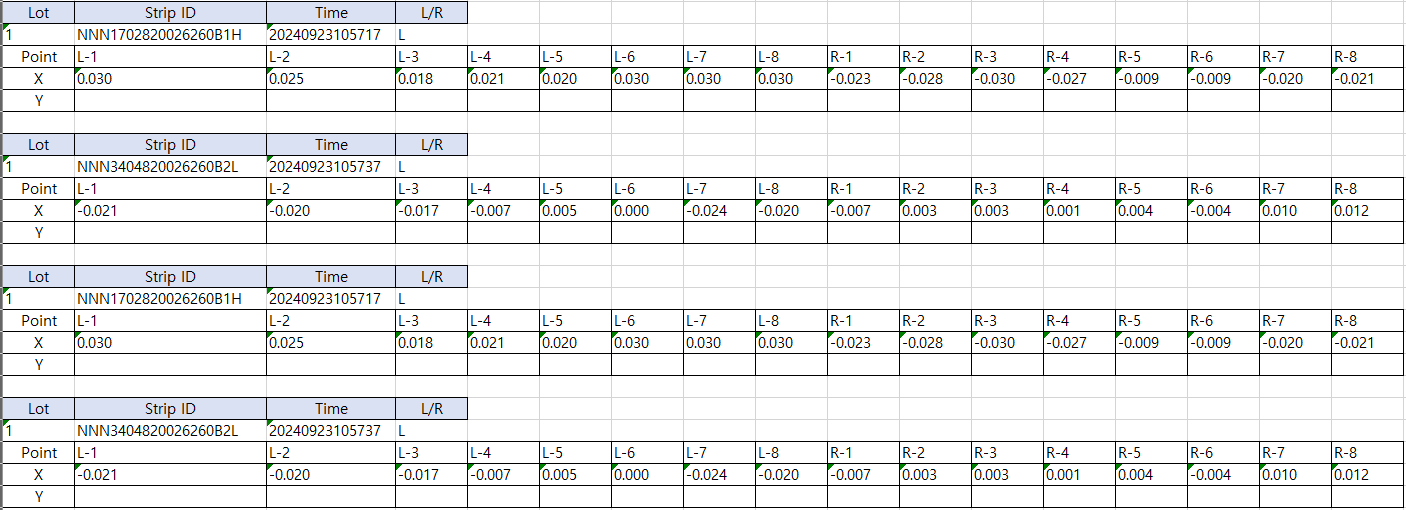 Lot Strip ID Time L/R
1 NNN1702820026260B1H 20240923105717 L
Point L-1 L-2 L-3 L-4 L-5 L-6 L-7 L-8 R-1 R-2 R-3 R-4 R-5 R-6 R-7 R-8
X 0.030 0.025 0.018 0.021 0.020 0.030 0.030 0.030 -0.023 -0.028 -0.030 -0.027 -0.009 -0.009 -0.020 -0.021
Y
Lot Strip ID Time L/R
1 NNN3404820026260B2L 20240923105737 L
Point L-1 L-2 L-3 L-4 L-5 L-6 L-7 L-8 R-1 R-2 R-3 R-4 R-5 R-6 R-7 R-8
X -0.021 -0.020 -0.017 -0.007 0.005 0.000 -0.024 -0.020 -0.007 0.003 0.003 0.001 0.004 -0.004 0.010 0.012
Y
Lot Strip ID Time L/R
1 NNN1702820026260B1H 20240923105717 L
Point L-1 L-2 L-3 L-4 L-5 L-6 L-7 L-8 R-1 R-2 R-3 R-4 R-5 R-6 R-7 R-8
X 0.030 0.025 0.018 0.021 0.020 0.030 0.030 0.030 -0.023 -0.028 -0.030 -0.027 -0.009 -0.009 -0.020 -0.021
Y
Lot Strip ID Time L/R
1 NNN3404820026260B2L 20240923105737 L
Point L-1 L-2 L-3 L-4 L-5 L-6 L-7 L-8 R-1 R-2 R-3 R-4 R-5 R-6 R-7 R-8
X -0.021 -0.020 -0.017 -0.007 0.005 0.000 -0.024 -0.020 -0.007 0.003 0.003 0.001 0.004 -0.004 0.010 0.012
Y